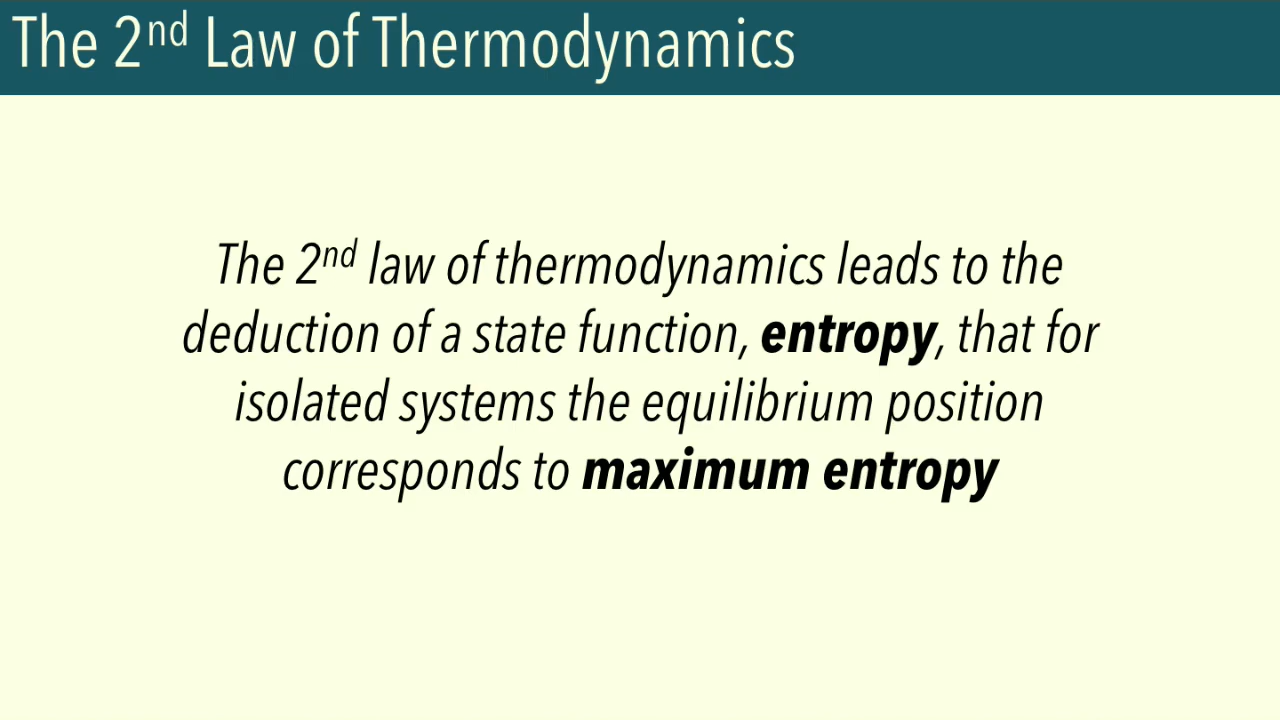 The 2nd Law of Thermodynamics
The 2nd law of thermodynamics leads to the
deduction of a state function, entropy, that for
isolated systems the equilibrium position
corresponds to maximum entropy